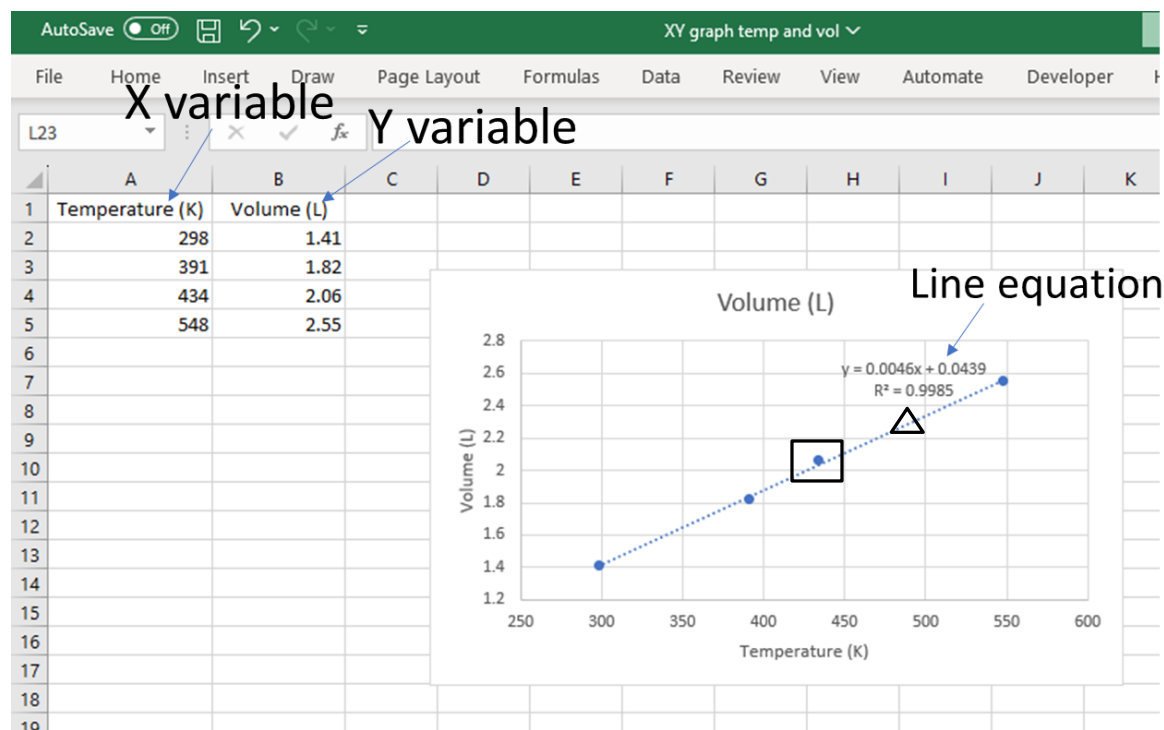 AutoSave Off XY graph temp and vol
File Home Insert Draw Page Layout Formulas Data Review View Automate Developer
X variable
Y variable
L23 fx
A B C D E F G H I J K
1 Temperature (K) Volume (L)
2 298 1.41
3 391 1.82
4 434 2.06
5 548 2.55
6
7
8
9
10
11
12
13
14
15
16
17
18
19
Line equation
Volume (L)
y = 0.0046x + 0.0439
R² = 0.9985
2.8
2.6
2.4
2.2
2
1.8
1.6
1.4
1.2
Volume (L)
250 300 350 400 450 500 550 600
Temperature (K)